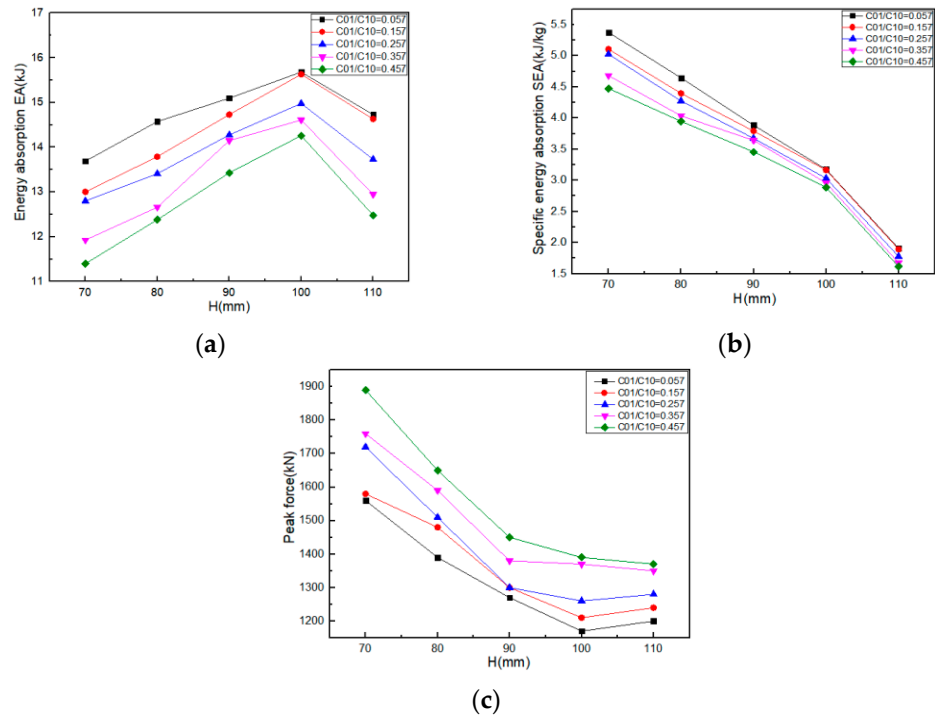 17
16
15
14
13
12
11
Energy absorption EA(kJ)
C01/C10=0.057
C01/C10=0.157
C01/C10=0.257
C01/C10=0.357
C01/C10=0.457
70 80 90 100 110
H(mm)
(a)
5.5
5.0
4.5
4.0
3.5
3.0
2.5
2.0
1.5
Specific energy absorption SEA(kJ/kg)
C01/C10=0.057
C01/C10=0.157
C01/C10=0.257
C01/C10=0.357
C01/C10=0.457
70 80 90 100 110
H(mm)
(b)
1900
1800
1700
1600
1500
1400
1300
1200
Peak force(kN)
C01/C10=0.057
C01/C10=0.157
C01/C10=0.257
C01/C10=0.357
C01/C10=0.457
70 80 90 100 110
H(mm)
(c)